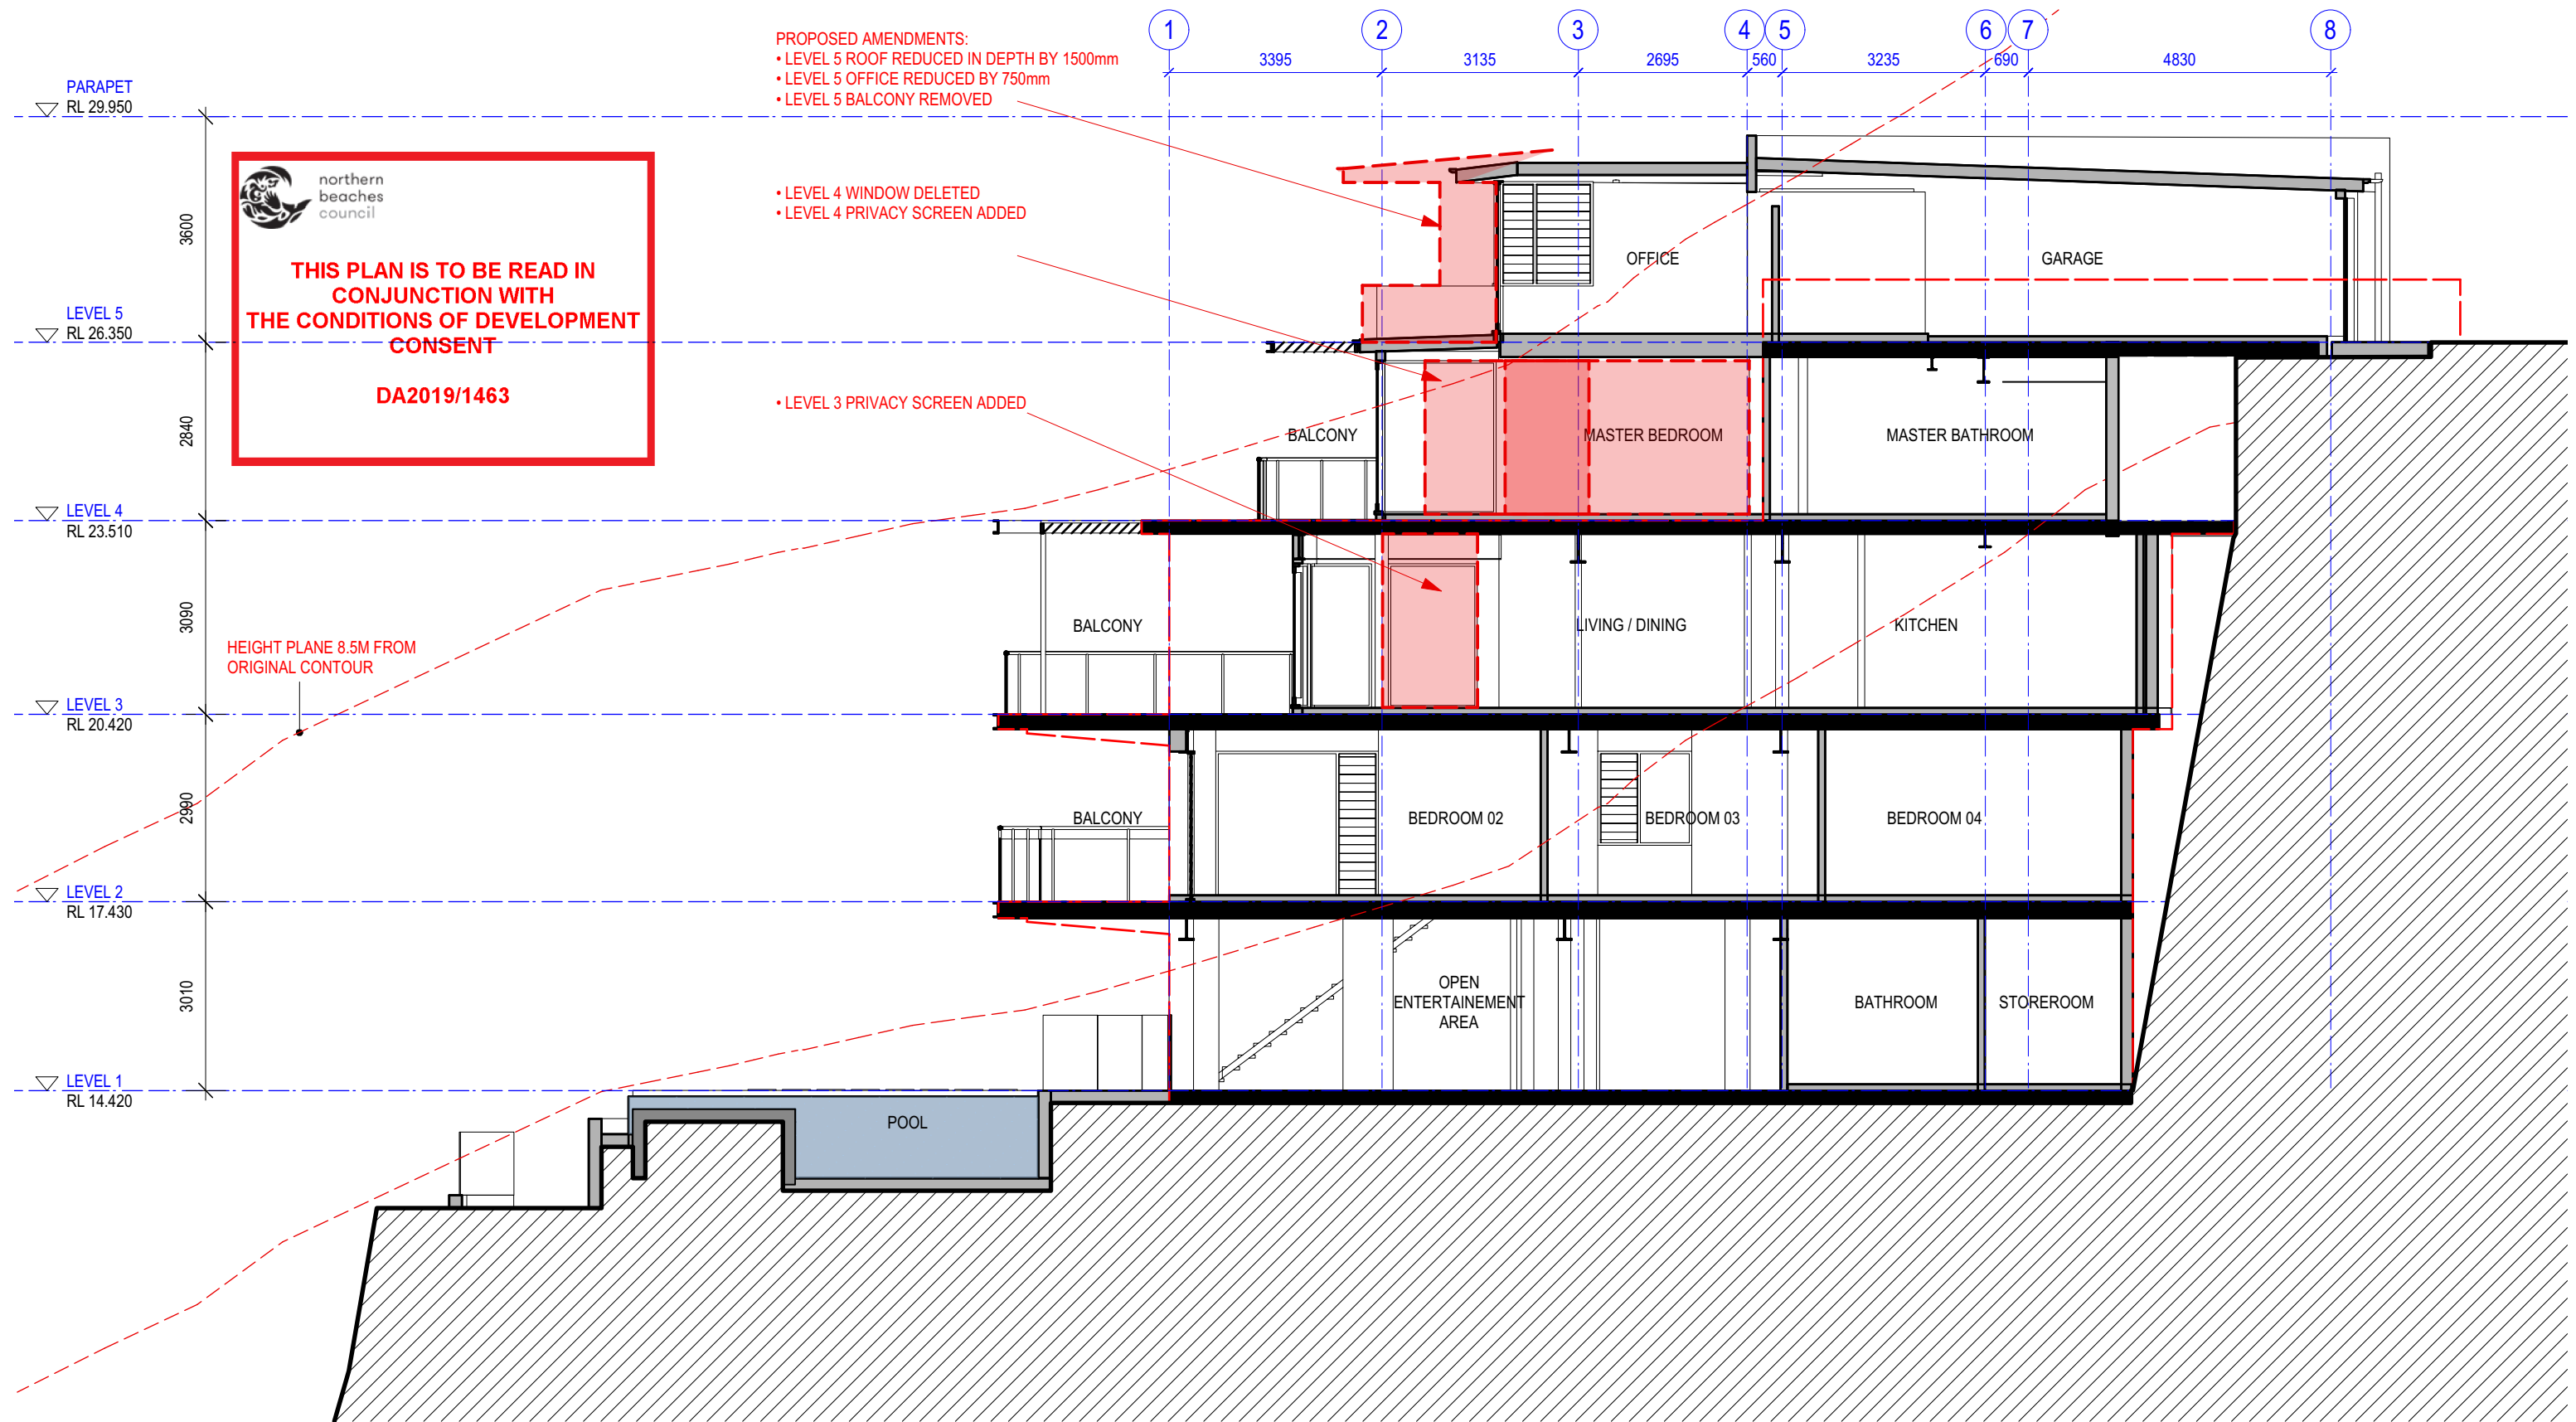 1 2 3 4 5 6 7 8
3395 3135 2695 560 3235 690 4830
PROPOSED AMENDMENTS:
• LEVEL 5 ROOF REDUCED IN DEPTH BY 1500mm
• LEVEL 5 OFFICE REDUCED BY 750mm
• LEVEL 5 BALCONY REMOVED
• LEVEL 4 WINDOW DELETED
• LEVEL 4 PRIVACY SCREEN ADDED
• LEVEL 3 PRIVACY SCREEN ADDED
PARAPET
RL 29.950
northern
beaches
council
THIS PLAN IS TO BE READ IN
CONJUNCTION WITH
THE CONDITIONS OF DEVELOPMENT
CONSENT
DA2019/1463
3600
LEVEL 5
RL 26.350
2840
LEVEL 4
RL 23.510
3090
HEIGHT PLANE 8.5M FROM
ORIGINAL CONTOUR
LEVEL 3
RL 20.420
2990
LEVEL 2
RL 17.430
3010
LEVEL 1
RL 14.420
OFFICE
GARAGE
BALCONY
MASTER BEDROOM
MASTER BATHROOM
BALCONY
LIVING / DINING
KITCHEN
BALCONY
BEDROOM 02
BEDROOM 03
BEDROOM 04
OPEN
ENTERTAINEMENT
AREA
BATHROOM
STOREROOM
POOL